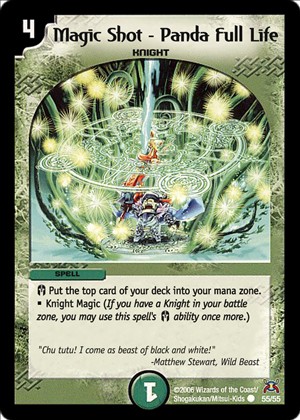 4
Magic Shot - Panda Full Life
KNIGHT
SPELL
Put the top card of your deck into your mana zone.
▪ Knight Magic (If you have a Knight in your battle
zone, you may use this spell's ability once more.)
"Chu tutu! I come as beast of black and white!"
-Matthew Stewart, Wild Beast
1
©2006 Wizards of the Coast/
Shogakukan/Mitsui-Kids
55/55